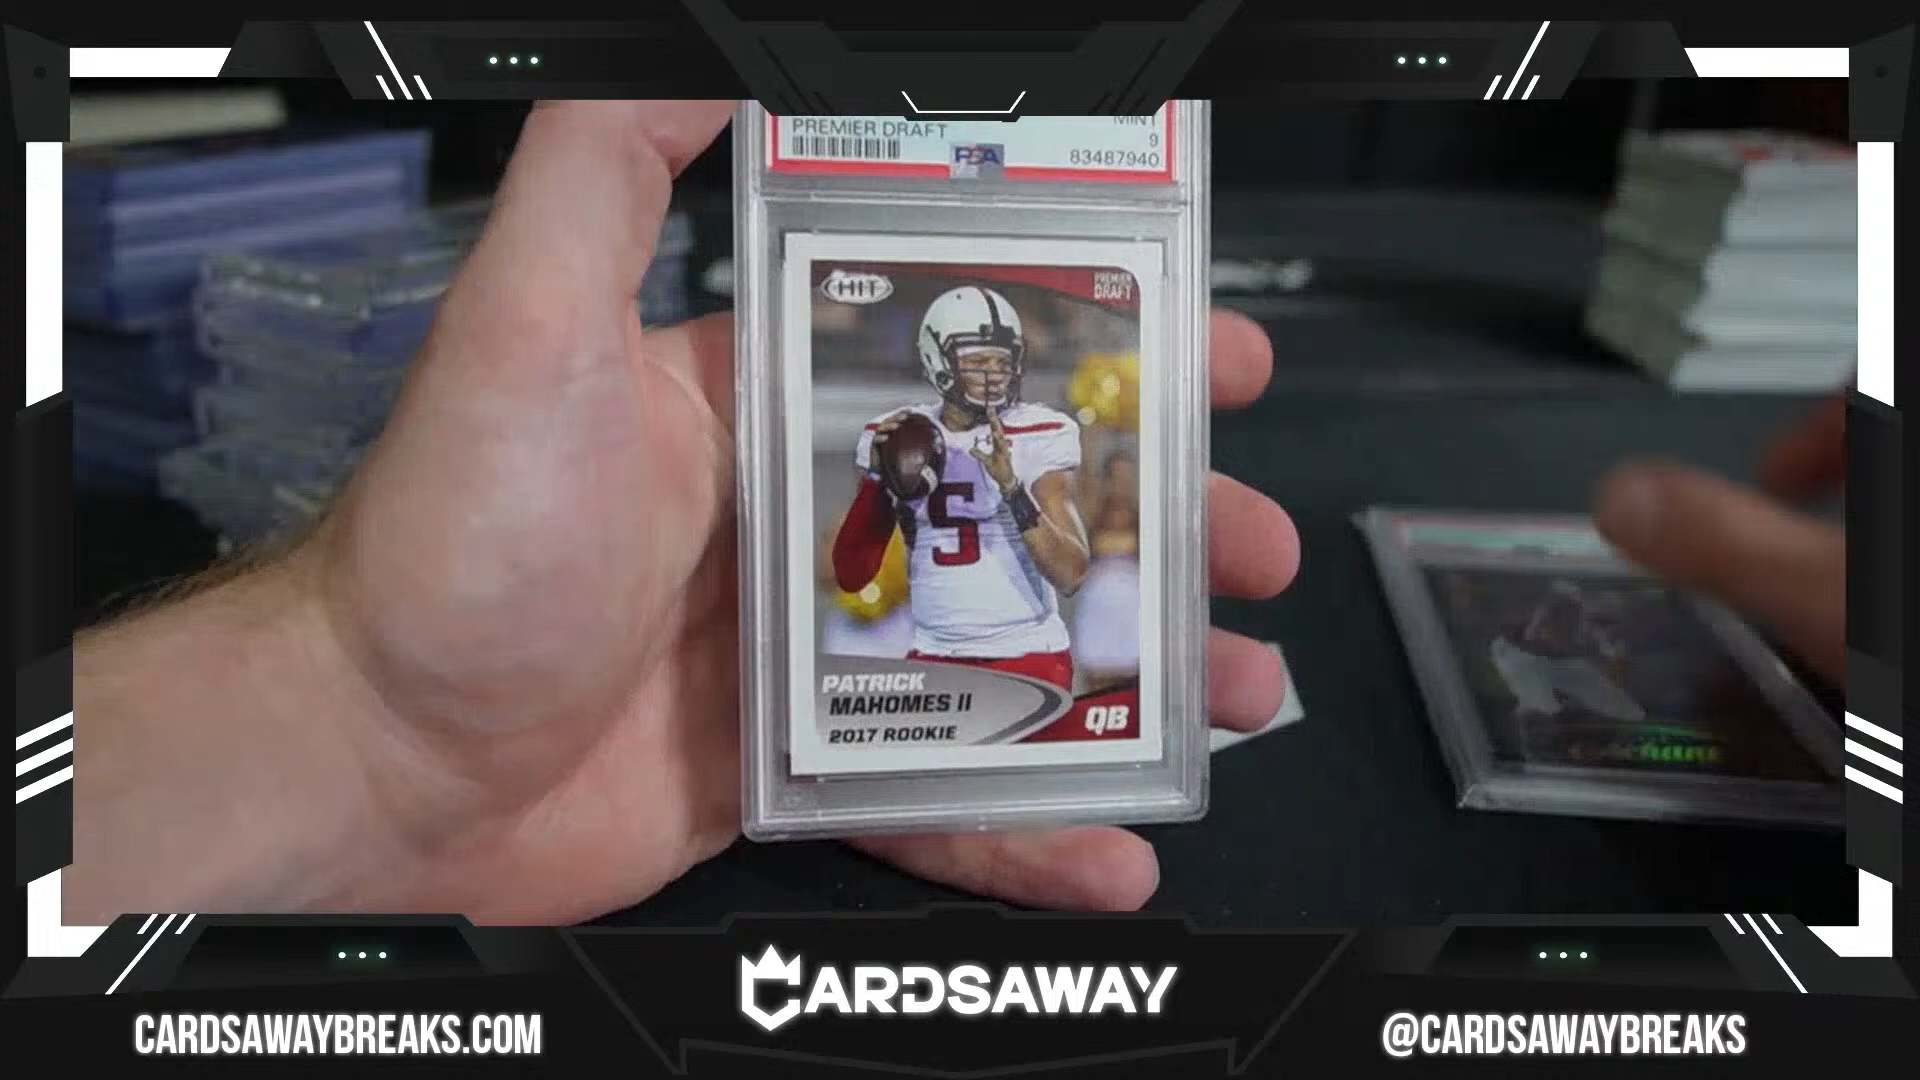 PREMIER DRAFT
MINT
9
83487940
PSA
HIT
PREMIER
DRAFT
5
PATRICK
MAHOMES II
2017 ROOKIE
QB
CARDSAWAY
CARDSAWAYBREAKS.COM
@CARDSAWAYBREAKS